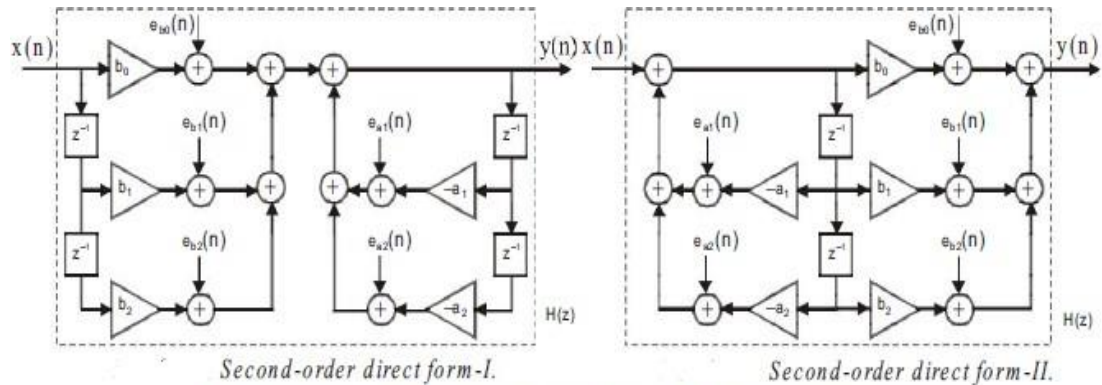 e_b0(n)
x(n)
b₀
+
+
+
y(n)
z⁻¹
e_b1(n)
e_a1(n)
z⁻¹
b₁
+
+
+
+
−a₁
z⁻¹
e_b2(n)
e_a2(n)
z⁻¹
b₂
+
+
−a₂
H(z)
Second-order direct form-I.
e_b0(n)
x(n)
+
b₀
+
+
y(n)
e_a1(n)
z⁻¹
e_b1(n)
+
+
−a₁
b₁
+
+
e_a2(n)
z⁻¹
e_b2(n)
+
−a₂
b₂
+
H(z)
Second-order direct form-II.